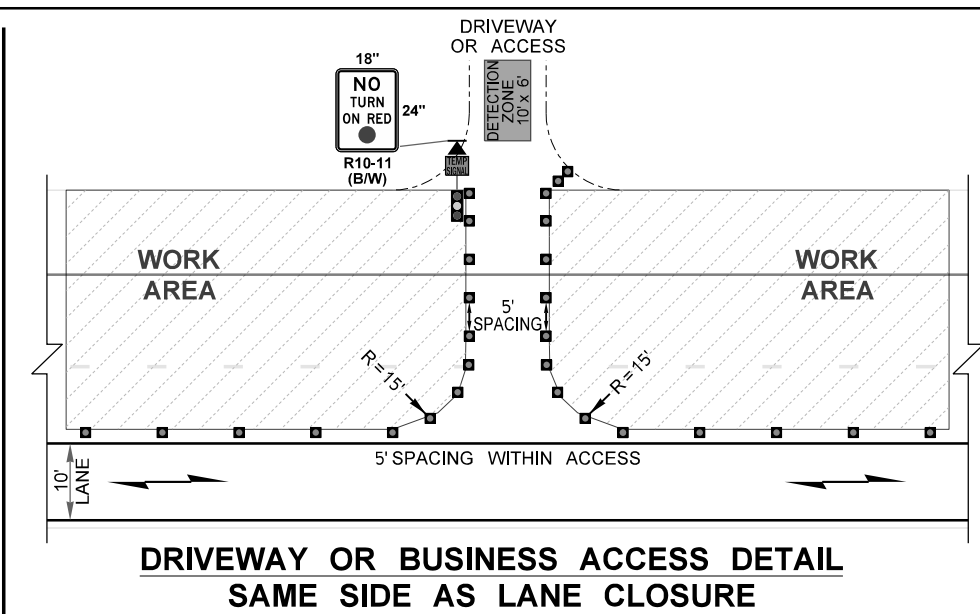 DRIVEWAY
OR ACCESS
18"
NO
TURN
ON RED
24"
R10-11
(B/W)
DETECTION
ZONE
10' x 6'
TEMP
SIGNAL
WORK
AREA
WORK
AREA
5'
SPACING
R = 15'
R = 15'
5' SPACING WITHIN ACCESS
10'
LANE
DRIVEWAY OR BUSINESS ACCESS DETAIL
SAME SIDE AS LANE CLOSURE